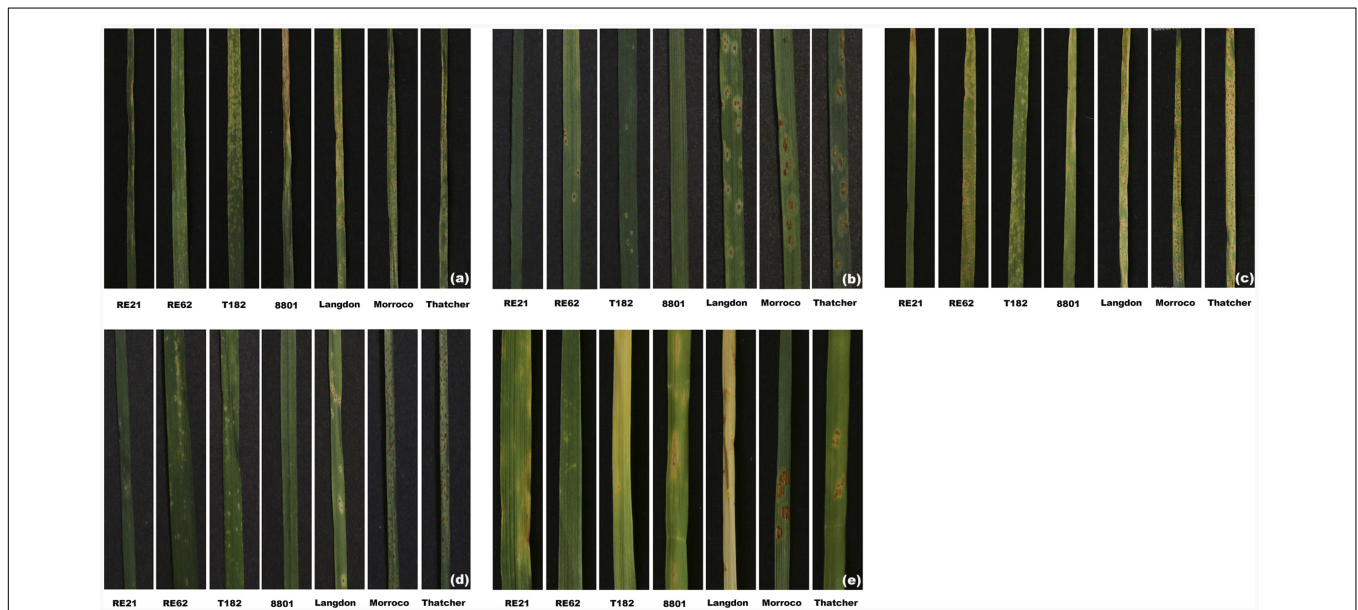 (a)
RE21 RE62 T182 8801 Langdon Morroco Thatcher
(b)
RE21 RE62 T182 8801 Langdon Morroco Thatcher
(c)
RE21 RE62 T182 8801 Langdon Morroco Thatcher
(d)
RE21 RE62 T182 8801 Langdon Morroco Thatcher
(e)
RE21 RE62 T182 8801 Langdon Morroco Thatcher